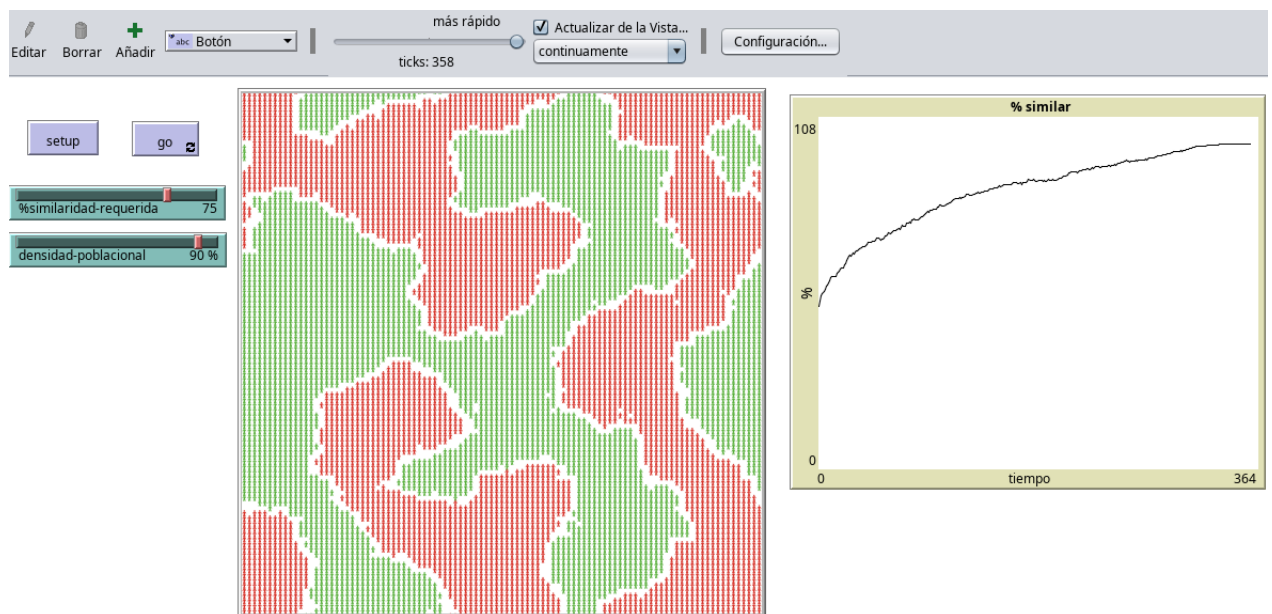 más rápido
Editar
Borrar
Añadir
abc Botón
ticks: 358
Actualizar de la Vista...
continuamente
Configuración...
setup
go
%similaridad-requerida 75
densidad-poblacional 90 %
% similar
108
%
0
0
tiempo
364